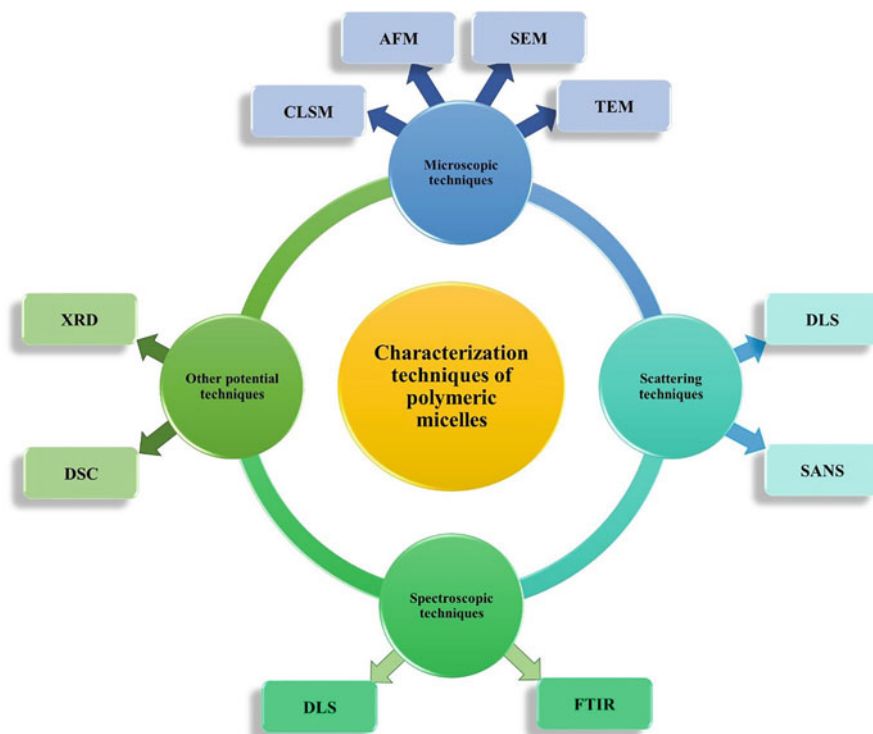 AFM
SEM
CLSM
TEM
Microscopic
techniques
XRD
DLS
Other potential
techniques
Characterization
techniques of
polymeric
micelles
Scattering
techniques
DSC
SANS
Spectroscopic
techniques
DLS
FTIR